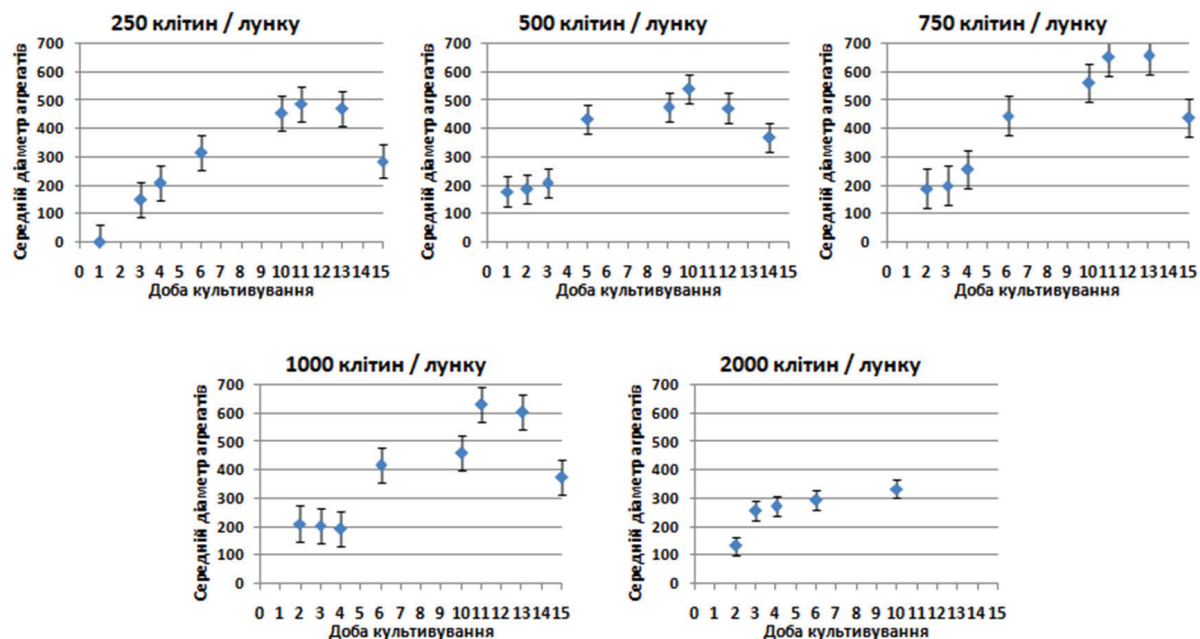 250 клітин / лунку
Середній діаметр агрегатів
700
600
500
400
300
200
100
0
0 1 2 3 4 5 6 7 8 9 10 11 12 13 14 15
Доба культивування
500 клітин / лунку
Середній діаметр агрегатів
700
600
500
400
300
200
100
0
0 1 2 3 4 5 6 7 8 9 10 11 12 13 14 15
Доба культивування
750 клітин / лунку
Середній діаметр агрегатів
700
600
500
400
300
200
100
0
0 1 2 3 4 5 6 7 8 9 10 11 12 13 14 15
Доба культивування
1000 клітин / лунку
Середній діаметр агрегатів
700
600
500
400
300
200
100
0
0 1 2 3 4 5 6 7 8 9 10 11 12 13 14 15
Доба культивування
2000 клітин / лунку
Середній діаметр агрегатів
700
600
500
400
300
200
100
0
0 1 2 3 4 5 6 7 8 9 10 11 12 13 14 15
Доба культивування